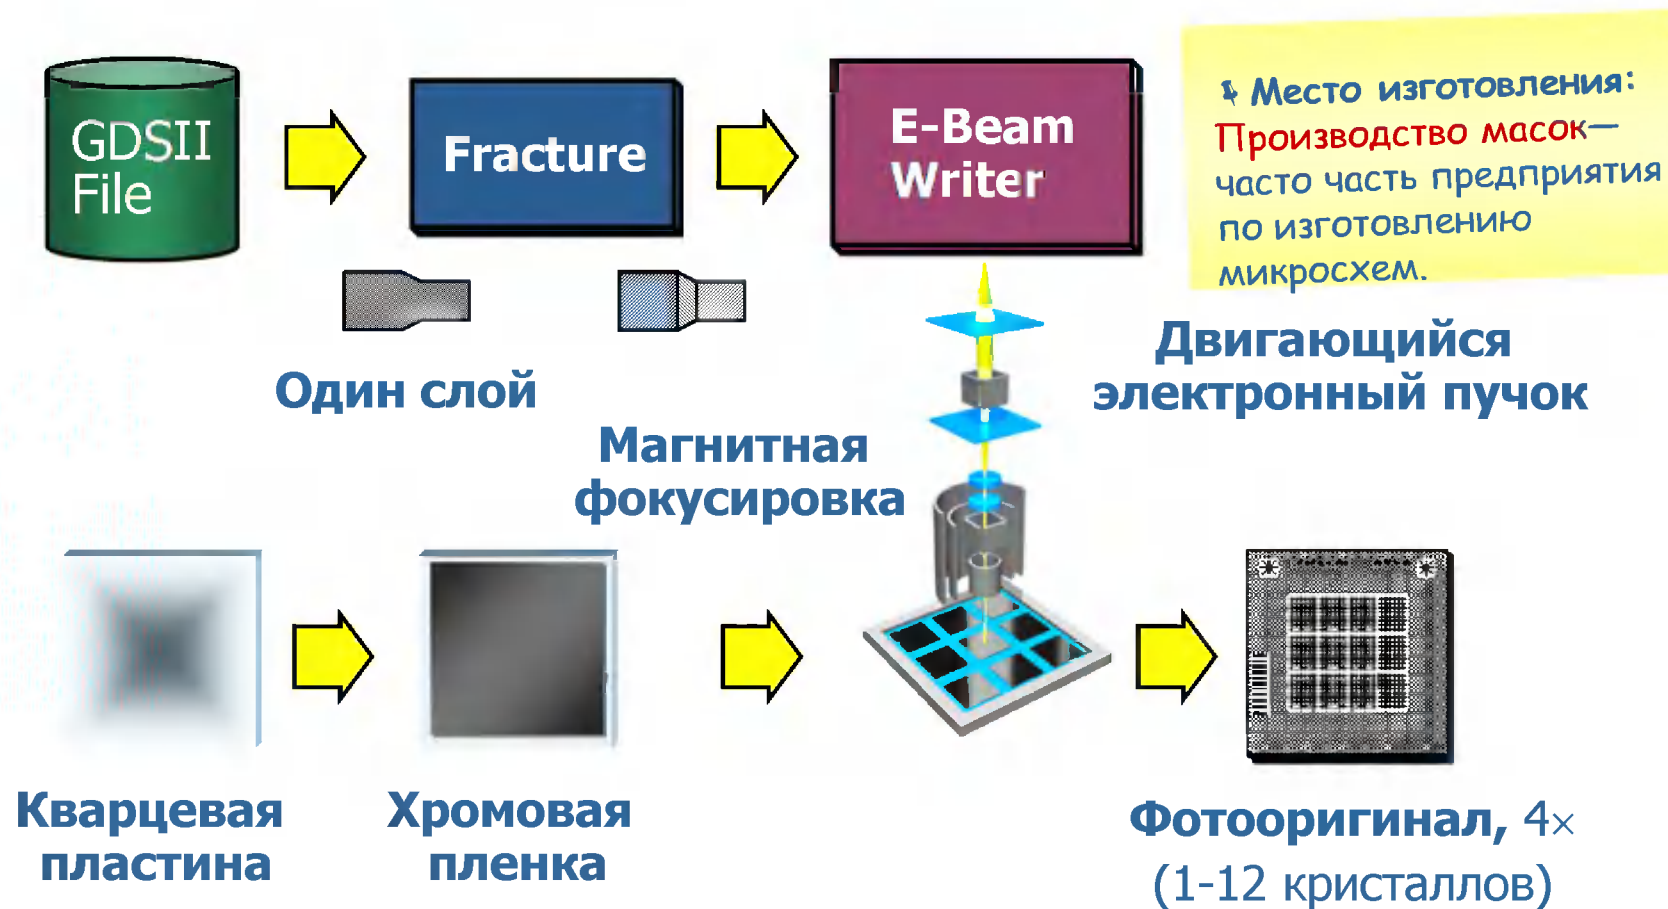 GDSII
File
Fracture
E-Beam
Writer
Место изготовления:
Производство масок—
часто часть предприятия
по изготовлению
микросхем.
Один слой
Двигающийся
электронный пучок
Магнитная
фокусировка
Кварцевая
пластина
Хромовая
пленка
Фотооригинал, 4×
(1-12 кристаллов)